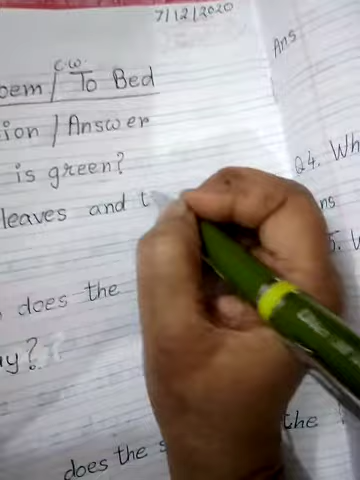 7/12/2020
C.W.
oem / To Bed
ion / Answer
is green?
leaves and t
does the
y?
does the s
the
Ans
Q4. Wh
ns
5. W